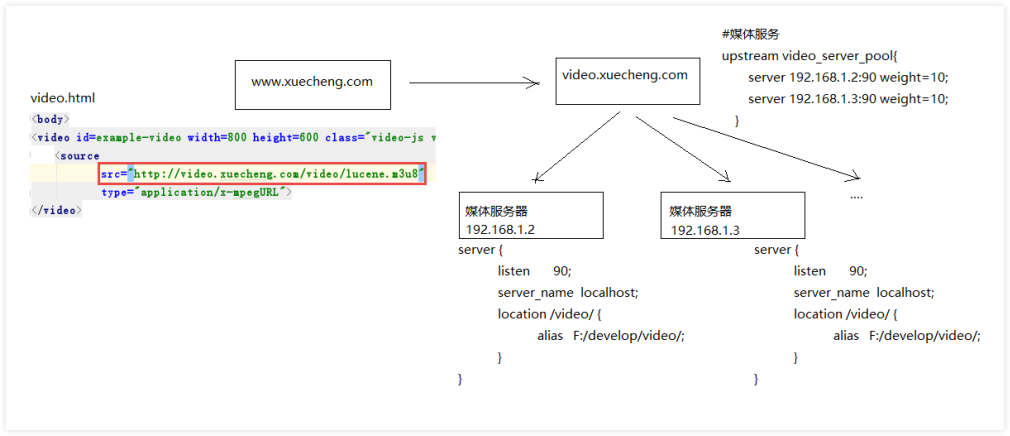 #媒体服务
upstream video_server_pool{
server 192.168.1.2:90 weight=10;
server 192.168.1.3:90 weight=10;
}
www.xuecheng.com
video.xuecheng.com
video.html
<body>
<video id=example-video width=800 height=600 class="video-js v
<source
src="http://video.xuecheng.com/video/lucene.m3u8"
type="application/x-mpegURL">
</video>
....
媒体服务器
192.168.1.2
server {
listen 90;
server_name localhost;
location /video/ {
alias F:/develop/video/;
}
}
媒体服务器
192.168.1.3
server {
listen 90;
server_name localhost;
location /video/ {
alias F:/develop/video/;
}
}